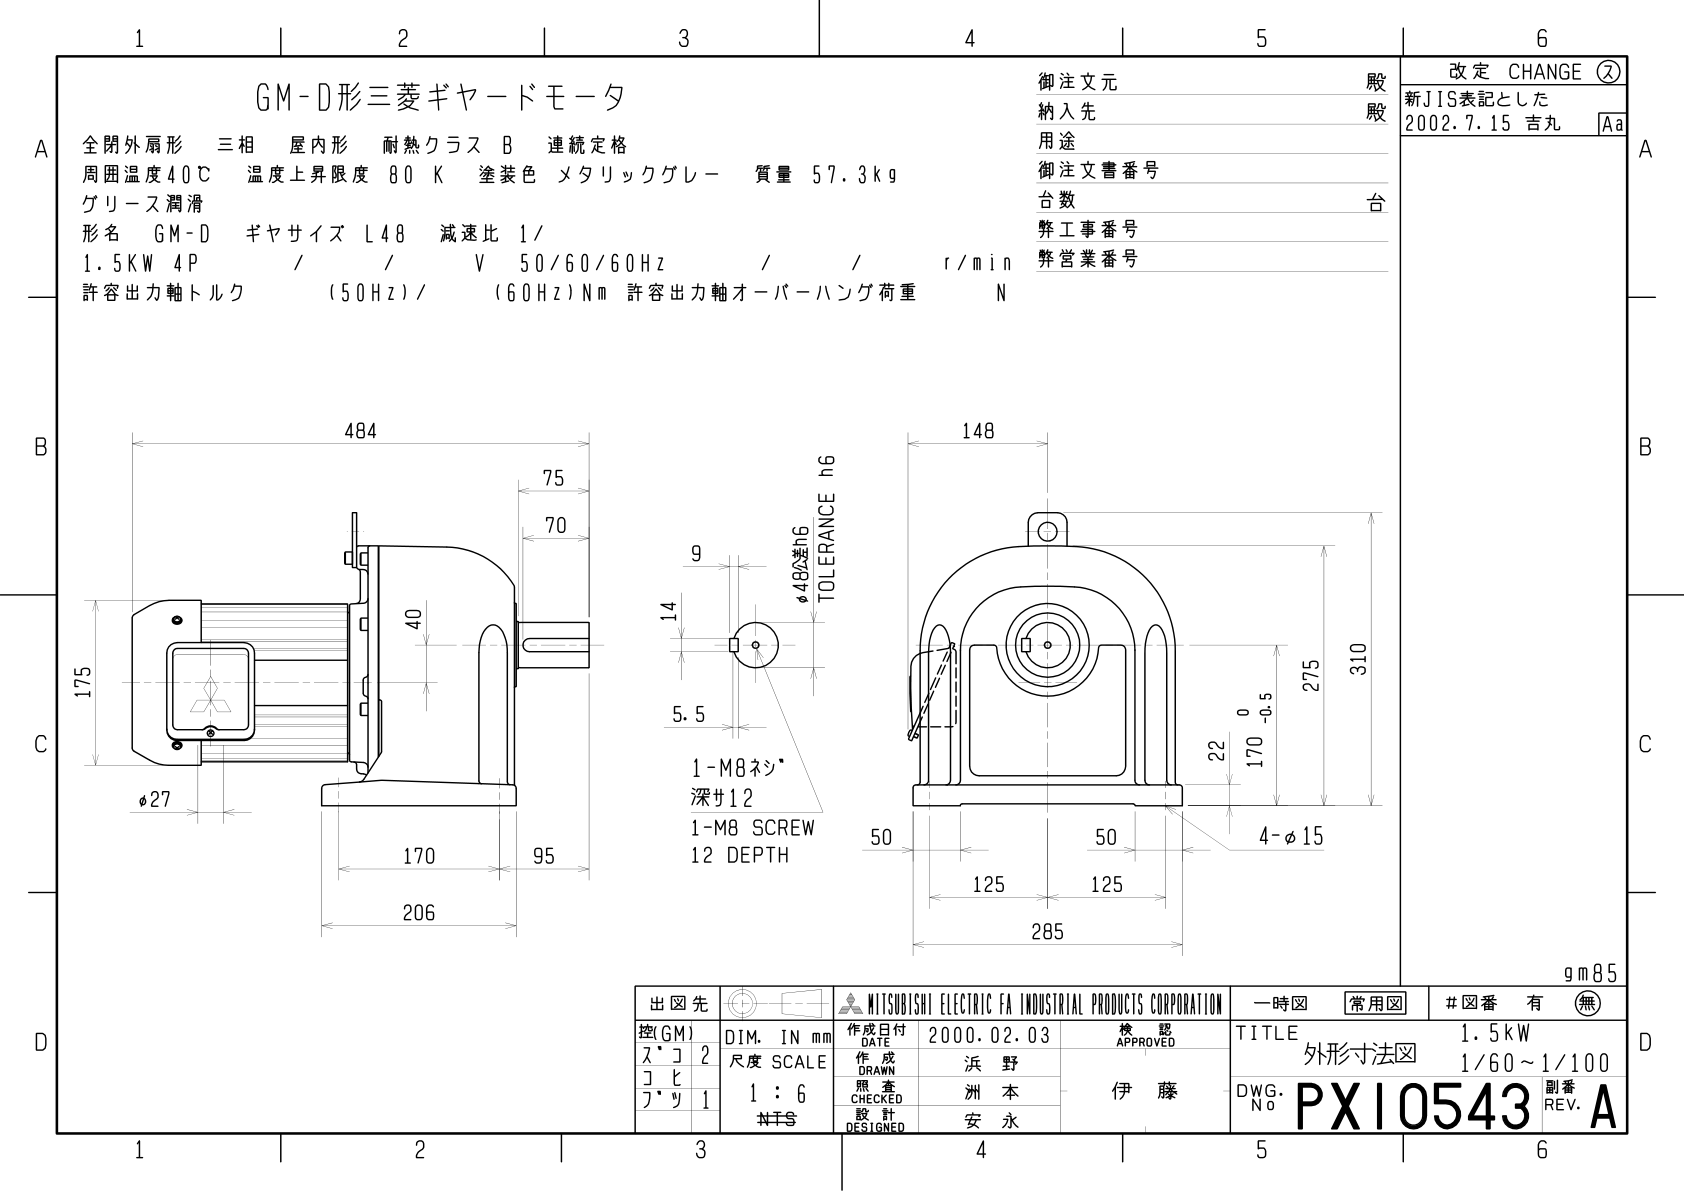 1 2 3 4 5 6
GM-D形三菱ギヤードモータ
全閉外扇形 三相 屋内形 耐熱クラス B 連続定格
周囲温度40℃ 温度上昇限度 80 K 塗装色 メタリックグレー 質量 57.3kg
グリース潤滑
形名 GM-D ギヤサイズ L48 減速比 1/
1.5KW 4P / / V 50/60/60Hz / / r/min
許容出力軸トルク (50Hz)/ (60Hz)Nm 許容出力軸オーバーハング荷重 N
御注文元 殿
納入先 殿
用途
御注文書番号
台数 台
弊工事番号
弊営業番号
改定 CHANGE ス
新JIS表記とした
2002.7.15 吉丸 Aa
A A
B B
C C
D D
484
75
70
40
175
φ27
170 95
206
9
14
5.5
φ48公差h6
TOLERANCE h6
1-M8ネジ
深サ12
1-M8 SCREW
12 DEPTH
148
310
275
170 0 -0.5
22
50 50
4-φ15
125 125
285
gm85
出図先
控(GM)
ズコ 2
コヒ
ブツ 1
DIM. IN mm
尺度 SCALE
1 : 6
NTS
MITSUBISHI ELECTRIC FA INDUSTRIAL PRODUCTS CORPORATION
作成日付 DATE 2000.02.03
作成 DRAWN 浜野
照査 CHECKED 洲本
設計 DESIGNED 安永
検認 APPROVED
伊藤
一時図 常用図 #図番 有 無
TITLE 外形寸法図
1.5kW
1/60~1/100
DWG. No PX10543
副番 REV. A
1 2 3 4 5 6